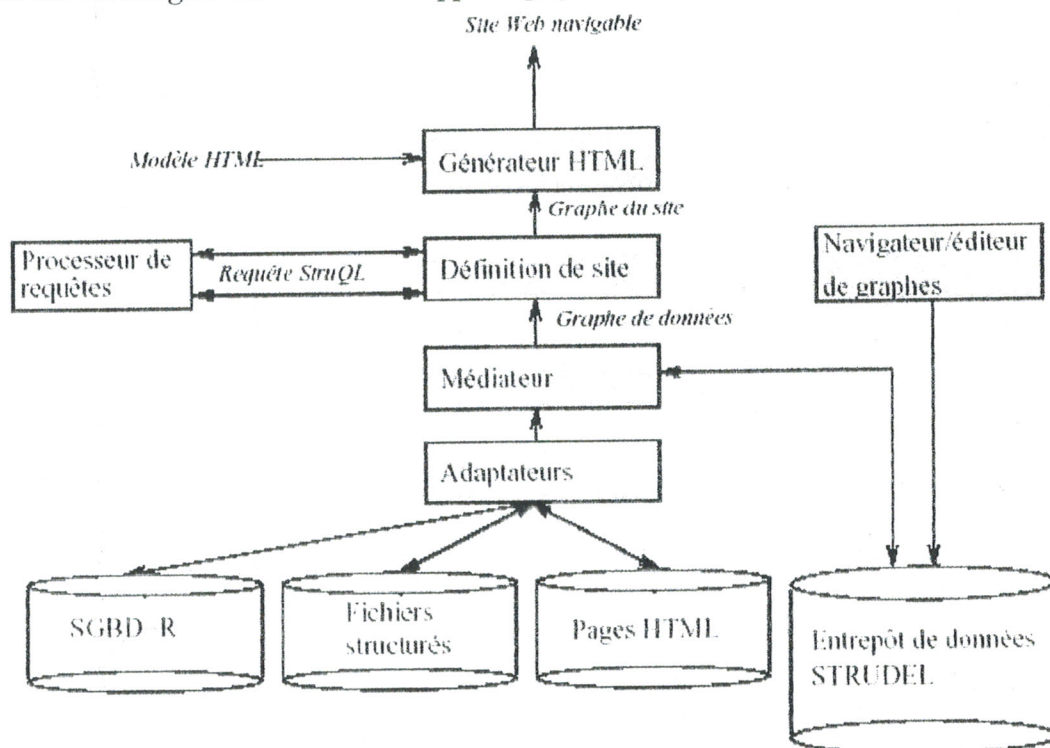 Site Web navigable
Modèle HTML
Générateur HTML
Graphe du site
Processeur de
requêtes
Requête StruQL
Définition de site
Navigateur/éditeur
de graphes
Graphe de données
Médiateur
Adaptateurs
SGBD R
Fichiers
structurés
Pages HTML
Entrepôt de données
STRUDEL